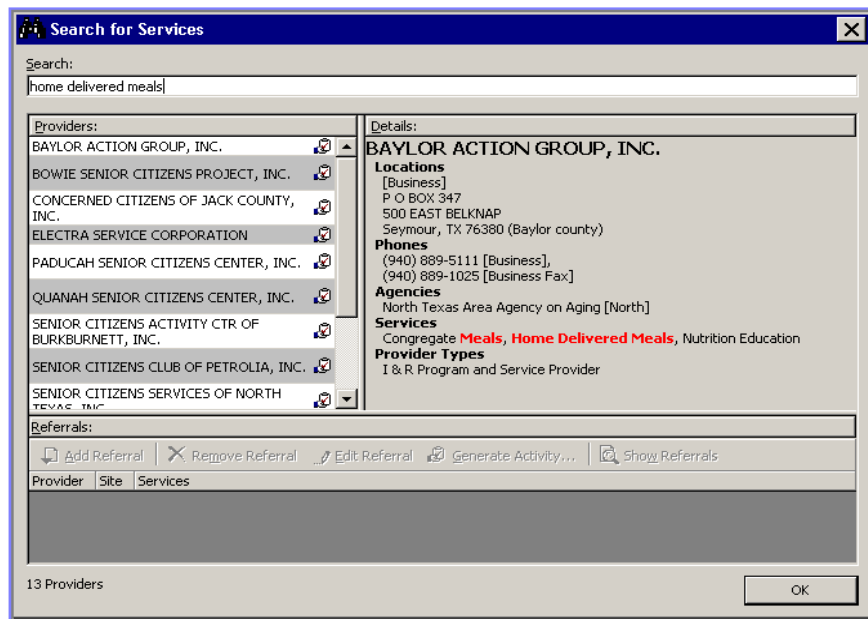 Search for Services
Search:
home delivered meals
Providers:
BAYLOR ACTION GROUP, INC.
BOWIE SENIOR CITIZENS PROJECT, INC.
CONCERNED CITIZENS OF JACK COUNTY,
INC.
ELECTRA SERVICE CORPORATION
PADUCAH SENIOR CITIZENS CENTER, INC.
QUANAH SENIOR CITIZENS CENTER, INC.
SENIOR CITIZENS ACTIVITY CTR OF
BURKBURNETT, INC.
SENIOR CITIZENS CLUB OF PETROLIA, INC.
SENIOR CITIZENS SERVICES OF NORTH
TEXAS, INC.
Details:
BAYLOR ACTION GROUP, INC.
Locations
[Business]
P O BOX 347
500 EAST BELKNAP
Seymour, TX 76380 (Baylor county)
Phones
(940) 889-5111 [Business],
(940) 889-1025 [Business Fax]
Agencies
North Texas Area Agency on Aging [North]
Services
Congregate Meals, Home Delivered Meals, Nutrition Education
Provider Types
I & R Program and Service Provider
Referrals:
Add Referral Remove Referral Edit Referral Generate Activity... Show Referrals
Provider Site Services
13 Providers
OK